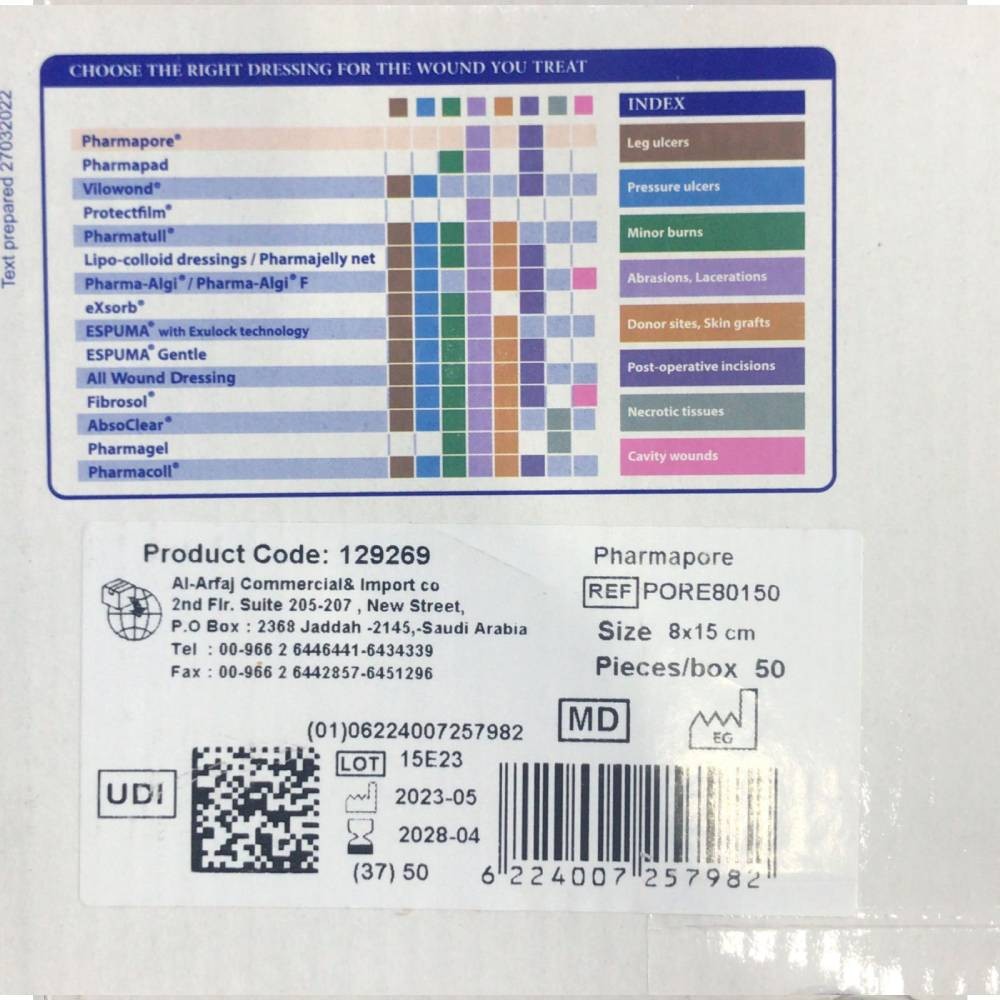 Text prepared 27032022
CHOOSE THE RIGHT DRESSING FOR THE WOUND YOU TREAT
Pharmapore®
Pharmapad
Vilowond®
Protectfilm®
Pharmatull®
Lipo-colloid dressings / Pharmajelly net
Pharma-Algi® / Pharma-Algi® F
eXsorb®
ESPUMA® with Exulock technology
ESPUMA® Gentle
All Wound Dressing
Fibrosol®
AbsoClear®
Pharmagel
Pharmacoll®
INDEX
Leg ulcers
Pressure ulcers
Minor burns
Abrasions, Lacerations
Donor sites, Skin grafts
Post-operative incisions
Necrotic tissues
Cavity wounds
Product Code: 129269
Al-Arfaj Commercial& Import co
2nd Flr. Suite 205-207 , New Street,
P.O Box : 2368 Jaddah -2145,-Saudi Arabia
Tel : 00-966 2 6446441-6434339
Fax : 00-966 2 6442857-6451296
Pharmapore
REF PORE80150
Size 8x15 cm
Pieces/box 50
MD
EG
(01)06224007257982
UDI
LOT 15E23
2023-05
2028-04
(37) 50
6 224007 257982